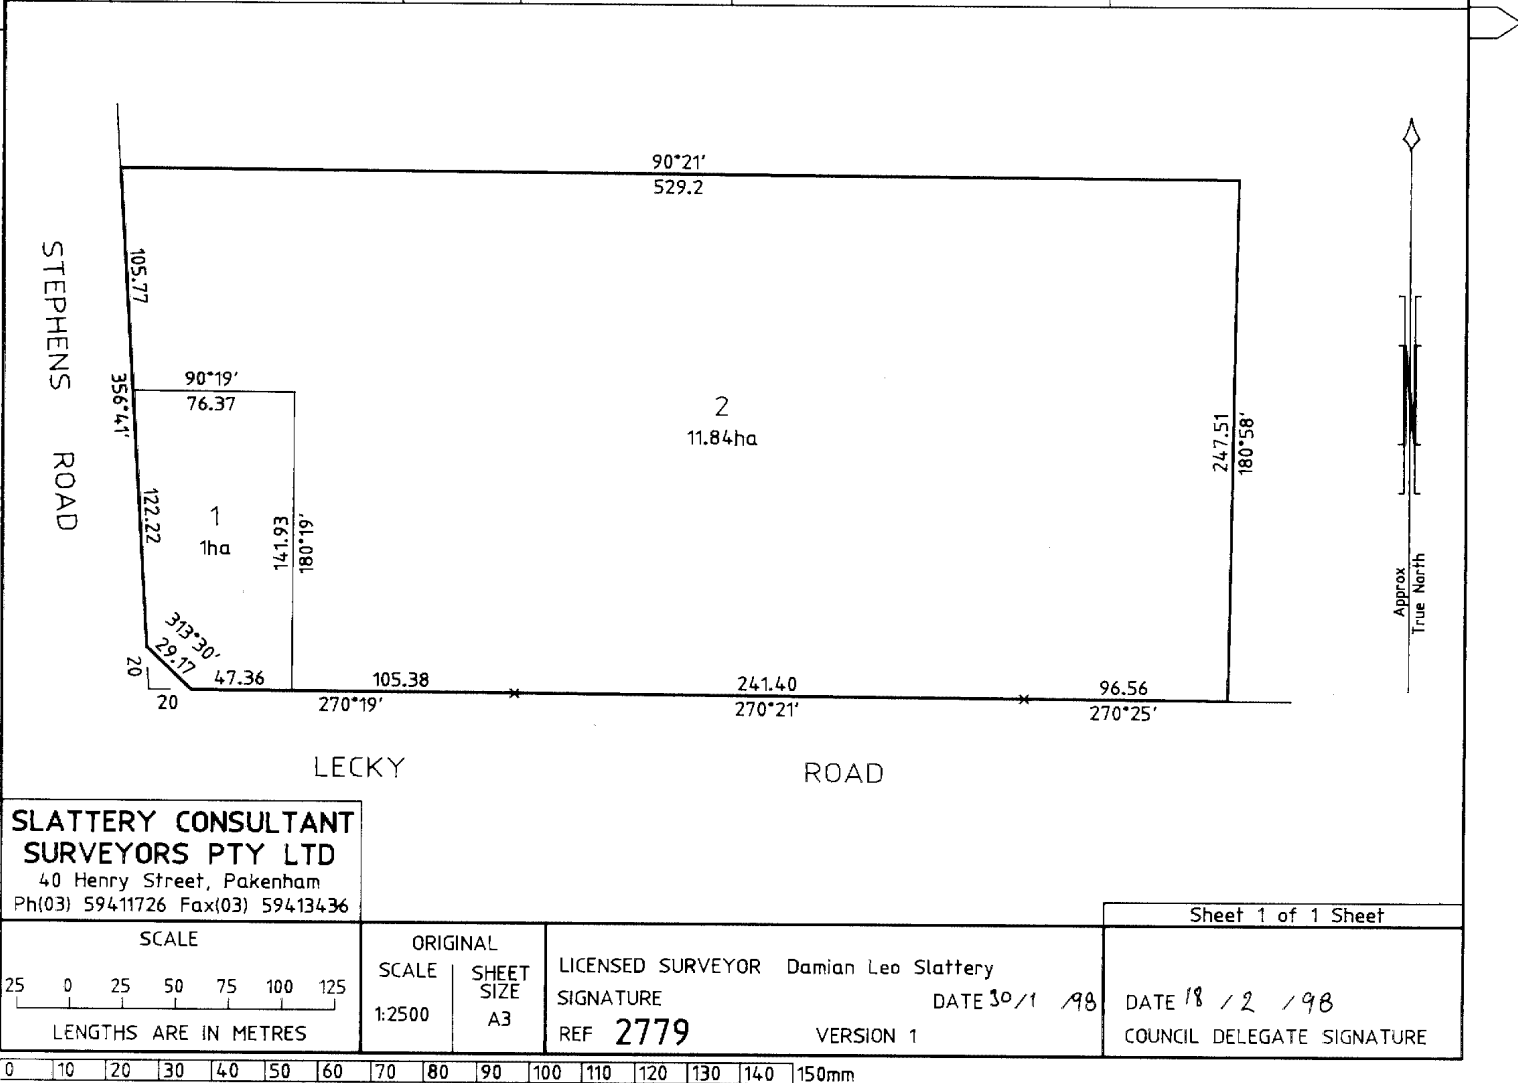 90°21'
529.2
STEPHENS ROAD
105.77
356°41'
122.22
90°19'
76.37
1
1ha
141.93
180°19'
2
11.84ha
247.51
180°58'
Approx
True North
313°30'
29.17
20
20
47.36
105.38
270°19'
241.40
270°21'
96.56
270°25'
LECKY ROAD
SLATTERY CONSULTANT
SURVEYORS PTY LTD
40 Henry Street, Pakenham
Ph(03) 59411726 Fax(03) 59413436
Sheet 1 of 1 Sheet
SCALE
25 0 25 50 75 100 125
LENGTHS ARE IN METRES
ORIGINAL
SCALE
1:2500
SHEET
SIZE
A3
LICENSED SURVEYOR Damian Leo Slattery
SIGNATURE DATE 30/1 /98
REF 2779 VERSION 1
DATE 18 / 2 / 98
COUNCIL DELEGATE SIGNATURE
0 10 20 30 40 50 60 70 80 90 100 110 120 130 140 150mm